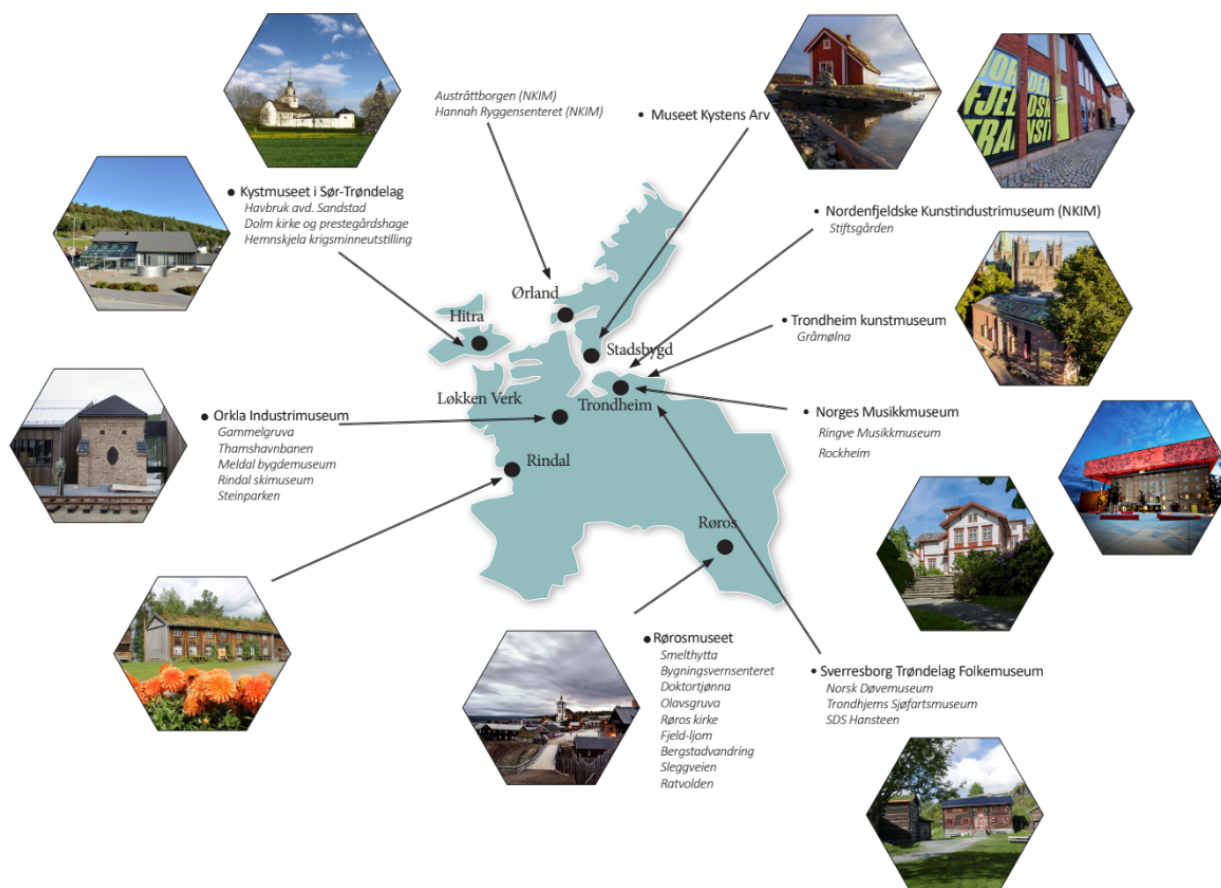 Austråttborgen (NKIM)
Hannah Ryggensenteret (NKIM)
• Museet Kystens Arv
• Kystmuseet i Sør-Trøndelag
Havbruk avd. Sandstad
Dolm kirke og prestegårdshage
Hemnskjela krigsminneutstilling
• Nordenfjeldske Kunstindustrimuseum (NKIM)
Stiftsgården
• Trondheim kunstmuseum
Gråmølna
Ørland
Hitra
Stadsbygd
Løkken Verk
Trondheim
Rindal
Røros
• Orkla Industrimuseum
Gammelgruva
Thamshavnbanen
Meldal bygdemuseum
Rindal skimuseum
Steinparken
• Norges Musikkmuseum
Ringve Musikkmuseum
Rockheim
• Rørosmuseet
Smelthytta
Bygningsvernsenteret
Doktortjønna
Olavsgruva
Røros kirke
Fjeld-ljom
Bergstadvandring
Sleggveien
Ratvolden
• Sverresborg Trøndelag Folkemuseum
Norsk Døvemuseum
Trondhjems Sjøfartsmuseum
SDS Hansteen